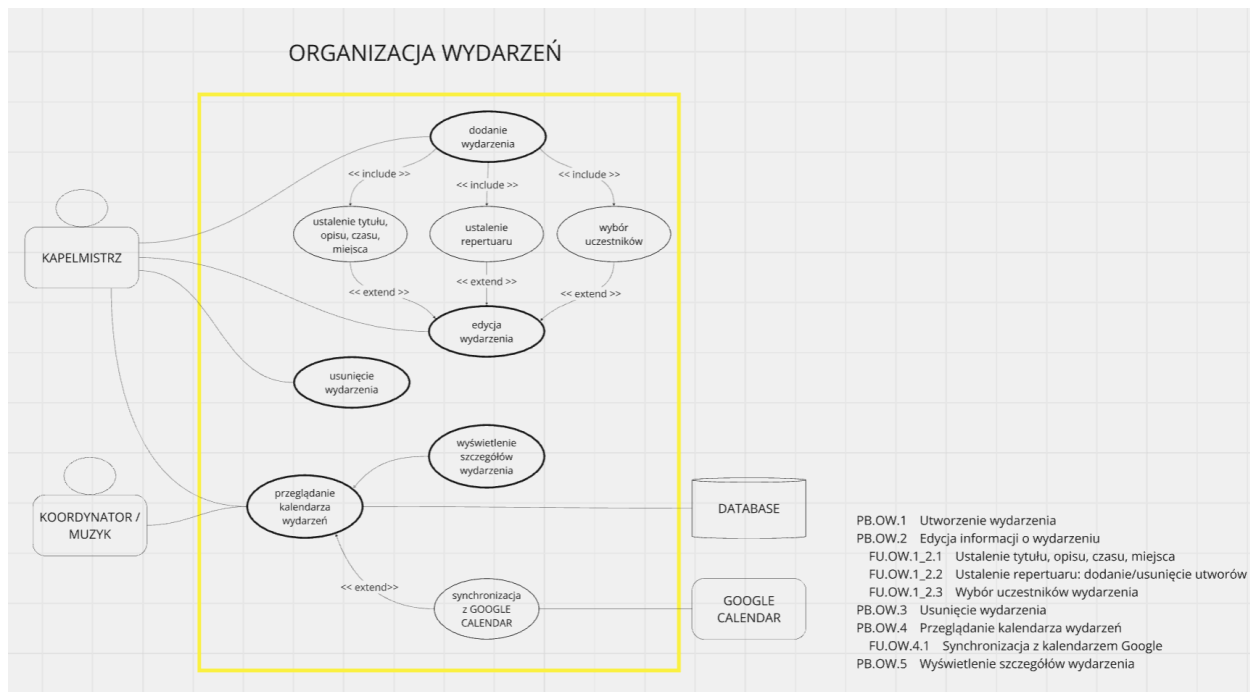 ORGANIZACJA WYDARZEŃ
dodanie
wydarzenia
<< include >>
<< include >>
<< include >>
ustalenie tytułu,
opisu, czasu,
miejsca
ustalenie
repertuaru
wybór
uczestników
KAPELMISTRZ
<< extend >>
<< extend >>
<< extend >>
edycja
wydarzenia
usunięcie
wydarzenia
wyświetlenie
szczegółów
wydarzenia
przeglądanie
kalendarza
wydarzeń
KOORDYNATOR /
MUZYK
DATABASE
<< extend>>
synchronizacja
z GOOGLE
CALENDAR
GOOGLE
CALENDAR
PB.OW.1 Utworzenie wydarzenia
PB.OW.2 Edycja informacji o wydarzeniu
FU.OW.1_2.1 Ustalenie tytułu, opisu, czasu, miejsca
FU.OW.1_2.2 Ustalenie repertuaru: dodanie/usunięcie utworów
FU.OW.1_2.3 Wybór uczestników wydarzenia
PB.OW.3 Usunięcie wydarzenia
PB.OW.4 Przeglądanie kalendarza wydarzeń
FU.OW.4.1 Synchronizacja z kalendarzem Google
PB.OW.5 Wyświetlenie szczegółów wydarzenia